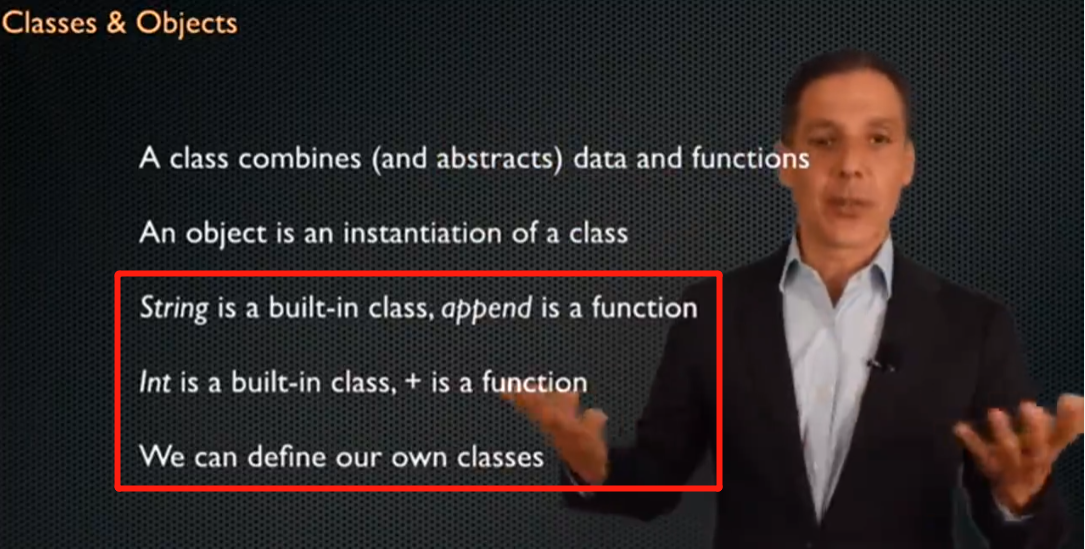 Classes & Objects
A class combines (and abstracts) data and functions
An object is an instantiation of a class
String is a built-in class, append is a function
Int is a built-in class, + is a function
We can define our own classes